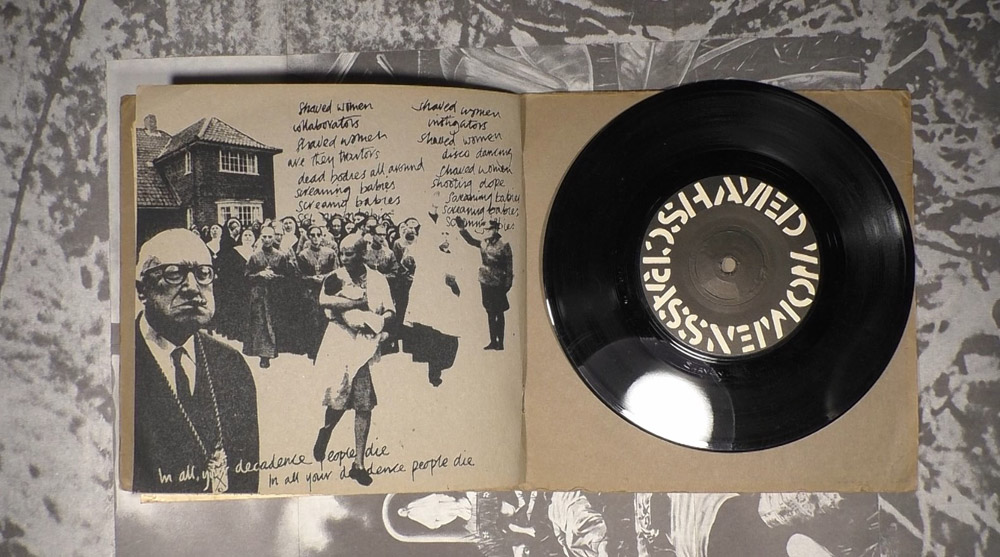 shaved women
collaborators
shaved women
are they traitors
dead bodies all around
screaming babies
screamig babies
shaved women
instigators
shaved women
disco dancing
shaved women
shooting dope
screaming babies
screaming babies
In all your decadence people die
In all your decadence people die
CRASS SHAVED WOMEN